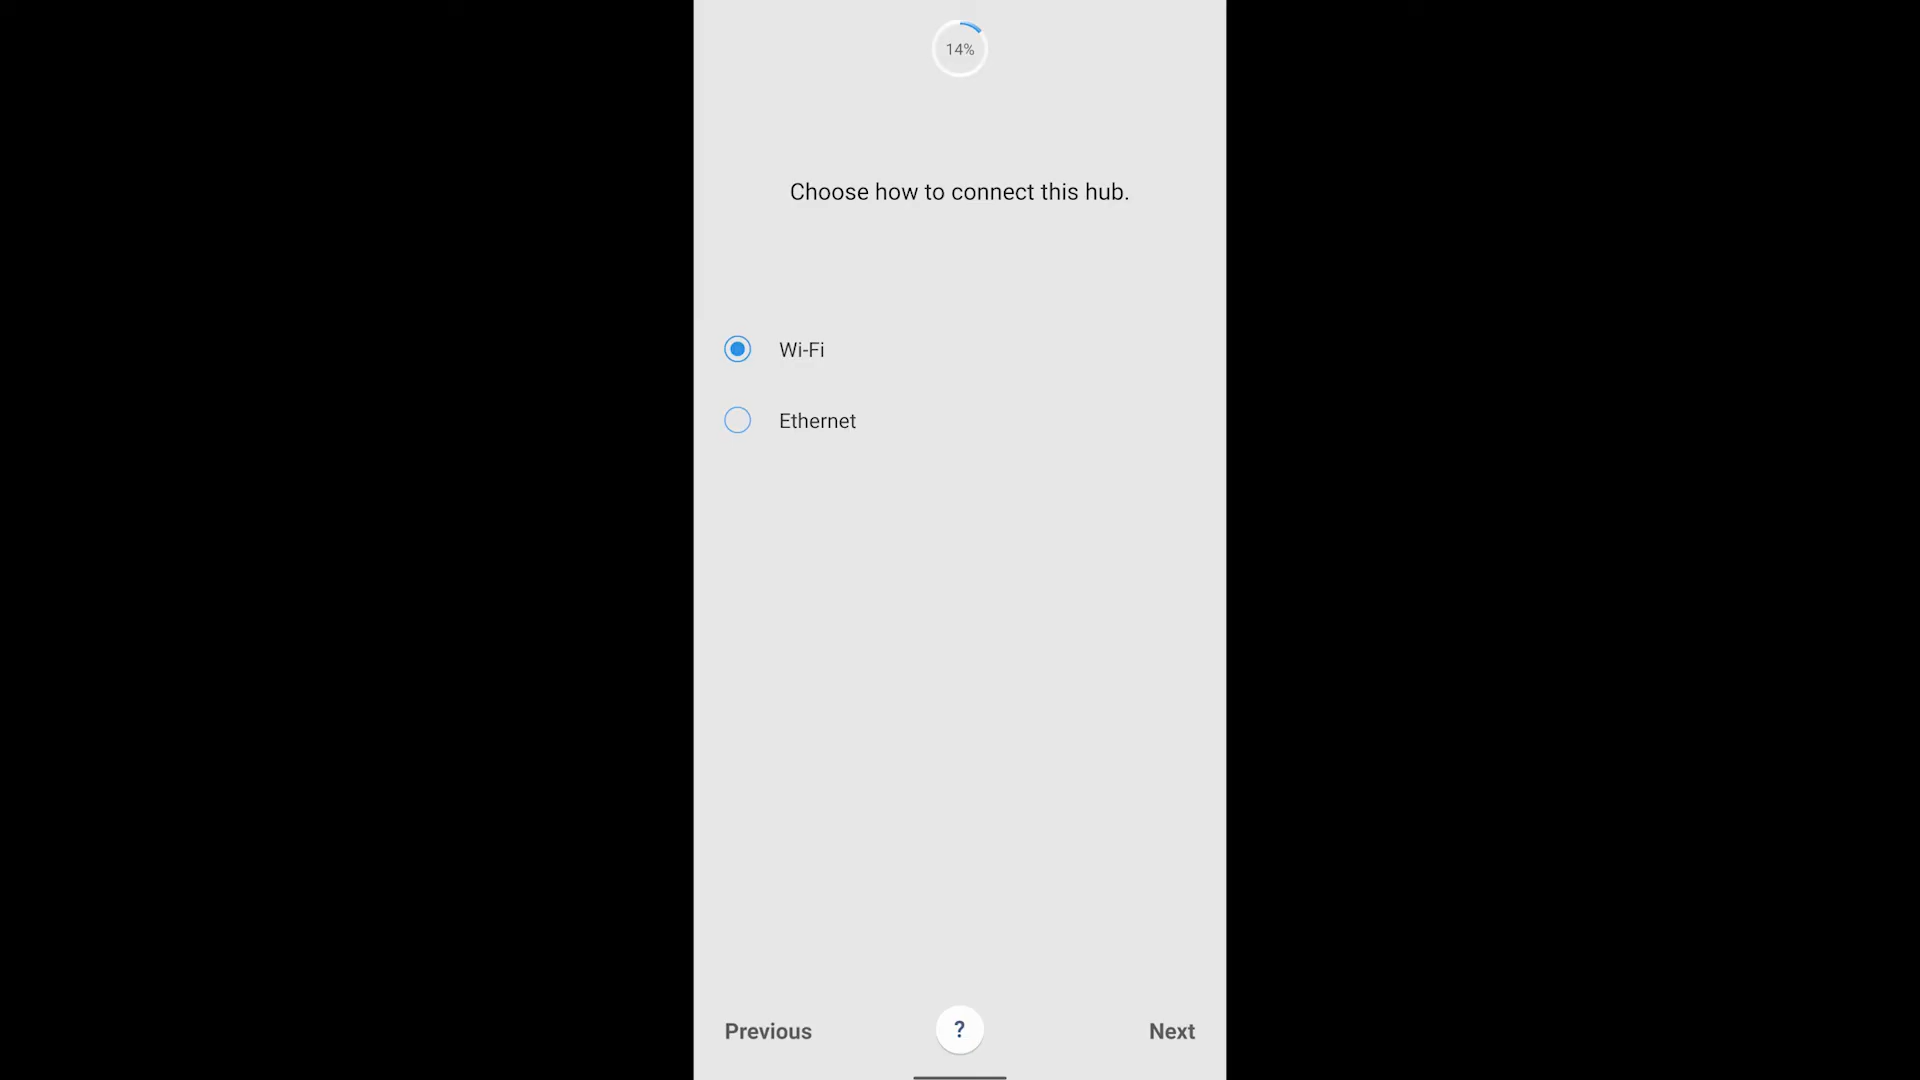 14%
Choose how to connect this hub.
Wi-Fi
Ethernet
Previous
?
Next